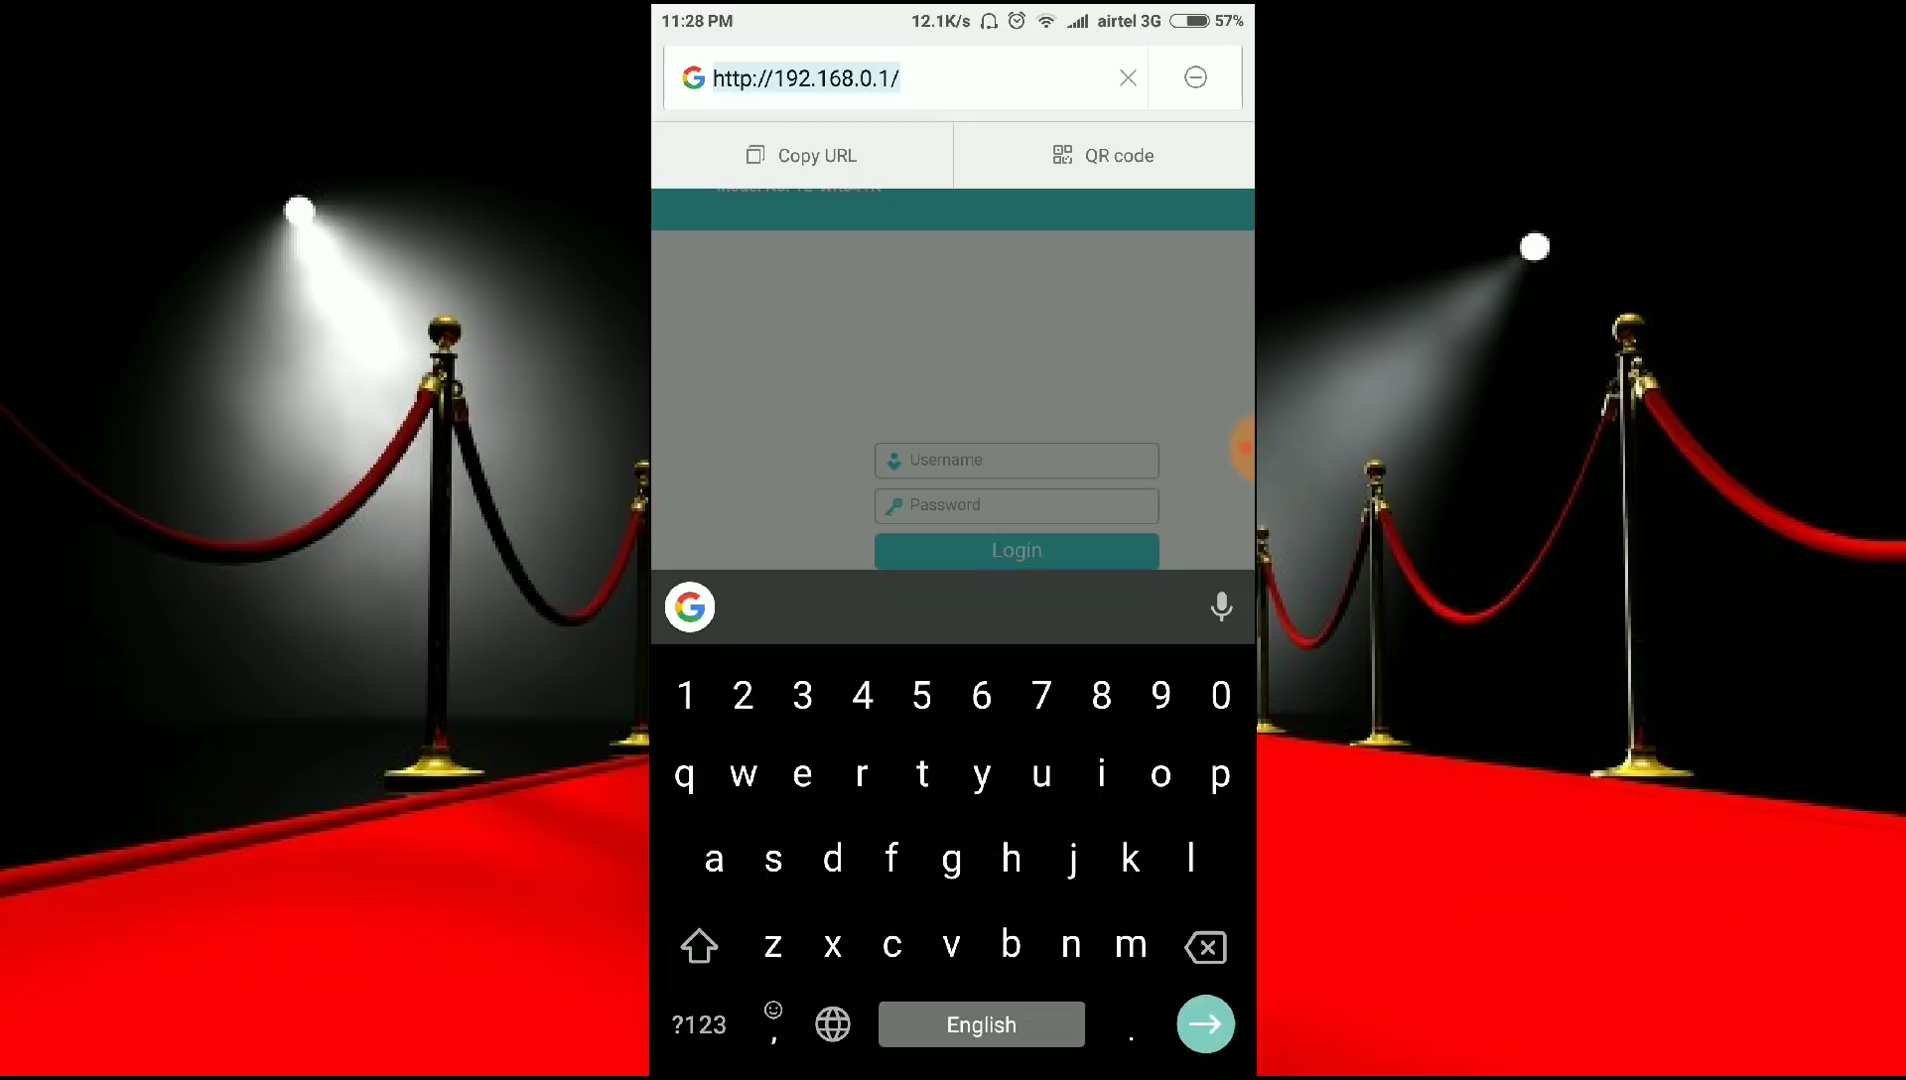 11:28 PM 12.1K/s airtel 3G 57%
http://192.168.0.1/
Copy URL QR code
Username
Password
Login
1 2 3 4 5 6 7 8 9 0
q w e r t y u i o p
a s d f g h j k l
z x c v b n m
?123 , English .